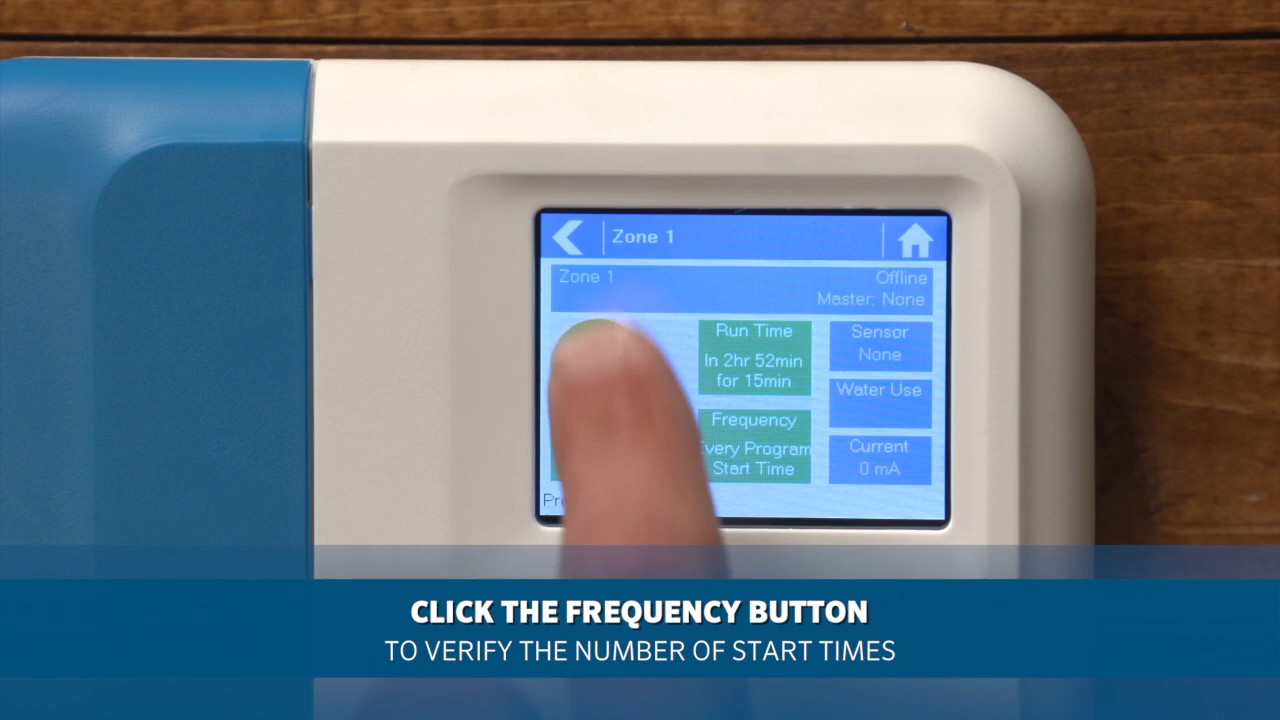 Zone 1
Zone 1
Offline
Master: None
Run Time
In 2hr 52min
for 15min
Sensor
None
Water Use
Frequency
Program
Start Time
Current
0 mA
CLICK THE FREQUENCY BUTTON
TO VERIFY THE NUMBER OF START TIMES